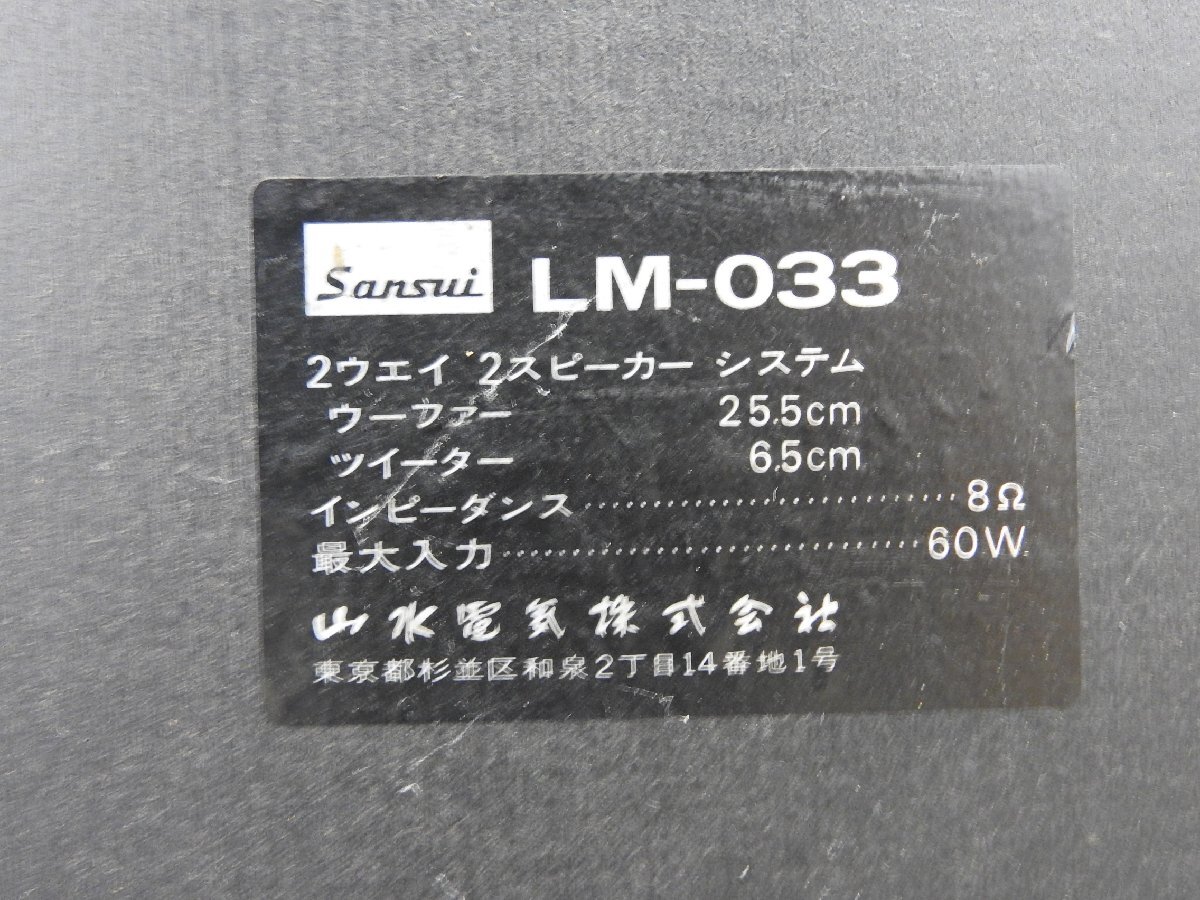 Sansui LM-033
2ウエイ 2スピーカー システム
ウーファー 25.5cm
ツイーター 6.5cm
インピーダンス 8Ω
最大入力 60W
山水電気株式会社
東京都杉並区和泉2丁目14番地1号